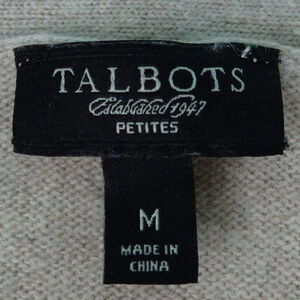 TALBOTS
Established 1947
PETITES
M
MADE IN
CHINA